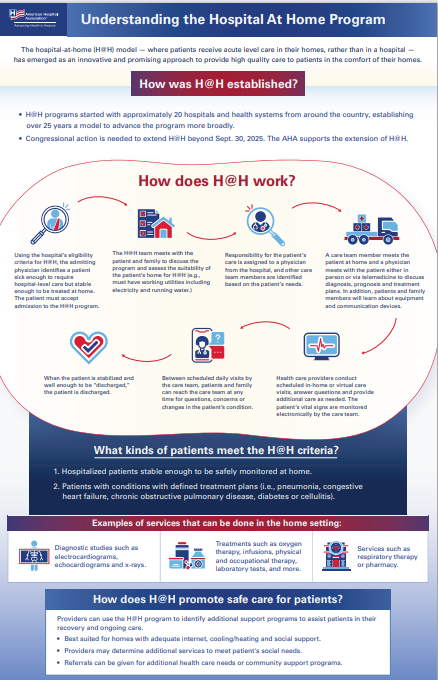 American Hospital Association
Advancing Health in America
Understanding the Hospital At Home Program
The hospital-at-home (H@H) model — where patients receive acute level care in their homes, rather than in a hospital —
has emerged as an innovative and promising approach to provide high quality care to patients in the comfort of their homes.
How was H@H established?
• H@H programs started with approximately 20 hospitals and health systems from around the country, establishing
over 25 years a model to advance the program more broadly.
• Congressional action is needed to extend H@H beyond Sept. 30, 2025. The AHA supports the extension of H@H.
How does H@H work?
Using the hospital's eligibility
criteria for H@H, the admitting
physician identifies a patient
sick enough to require
hospital-level care but stable
enough to be treated at home.
The patient must accept
admission to the H@H program.
The H@H team meets with the
patient and family to discuss the
program and assess the suitability of
the patient's home for H@H (e.g.,
must have working utilities including
electricity and running water.)
Responsibility for the patient's
care is assigned to a physician
from the hospital, and other care
team members are identified
based on the patient's needs.
A care team member meets the
patient at home and a physician
meets with the patient either in
person or via telemedicine to discuss
diagnosis, prognosis and treatment
plans. In addition, patients and family
members will learn about equipment
and communication devices.
When the patient is stabilized and
well enough to be "discharged,"
the patient is discharged.
Between scheduled daily visits by
the care team, patients and family
can reach the care team at any
time for questions, concerns or
changes in the patient's condition.
Health care providers conduct
scheduled in-home or virtual care
visits, answer questions and provide
additional care as needed. The
patient's vital signs are monitored
electronically by the care team.
What kinds of patients meet the H@H criteria?
1. Hospitalized patients stable enough to be safely monitored at home.
2. Patients with conditions with defined treatment plans (i.e., pneumonia, congestive
heart failure, chronic obstructive pulmonary disease, diabetes or cellulitis).
Examples of services that can be done in the home setting:
Diagnostic studies such as
electrocardiograms,
echocardiograms and x-rays.
Treatments such as oxygen
therapy, infusions, physical
and occupational therapy,
laboratory tests, and more.
Services such as
respiratory therapy
or pharmacy.
How does H@H promote safe care for patients?
Providers can use the H@H program to identify additional support programs to assist patients in their
recovery and ongoing care.
• Best suited for homes with adequate internet, cooling/heating and social support.
• Providers may determine additional services to meet patient's social needs.
• Referrals can be given for additional health care needs or community support programs.